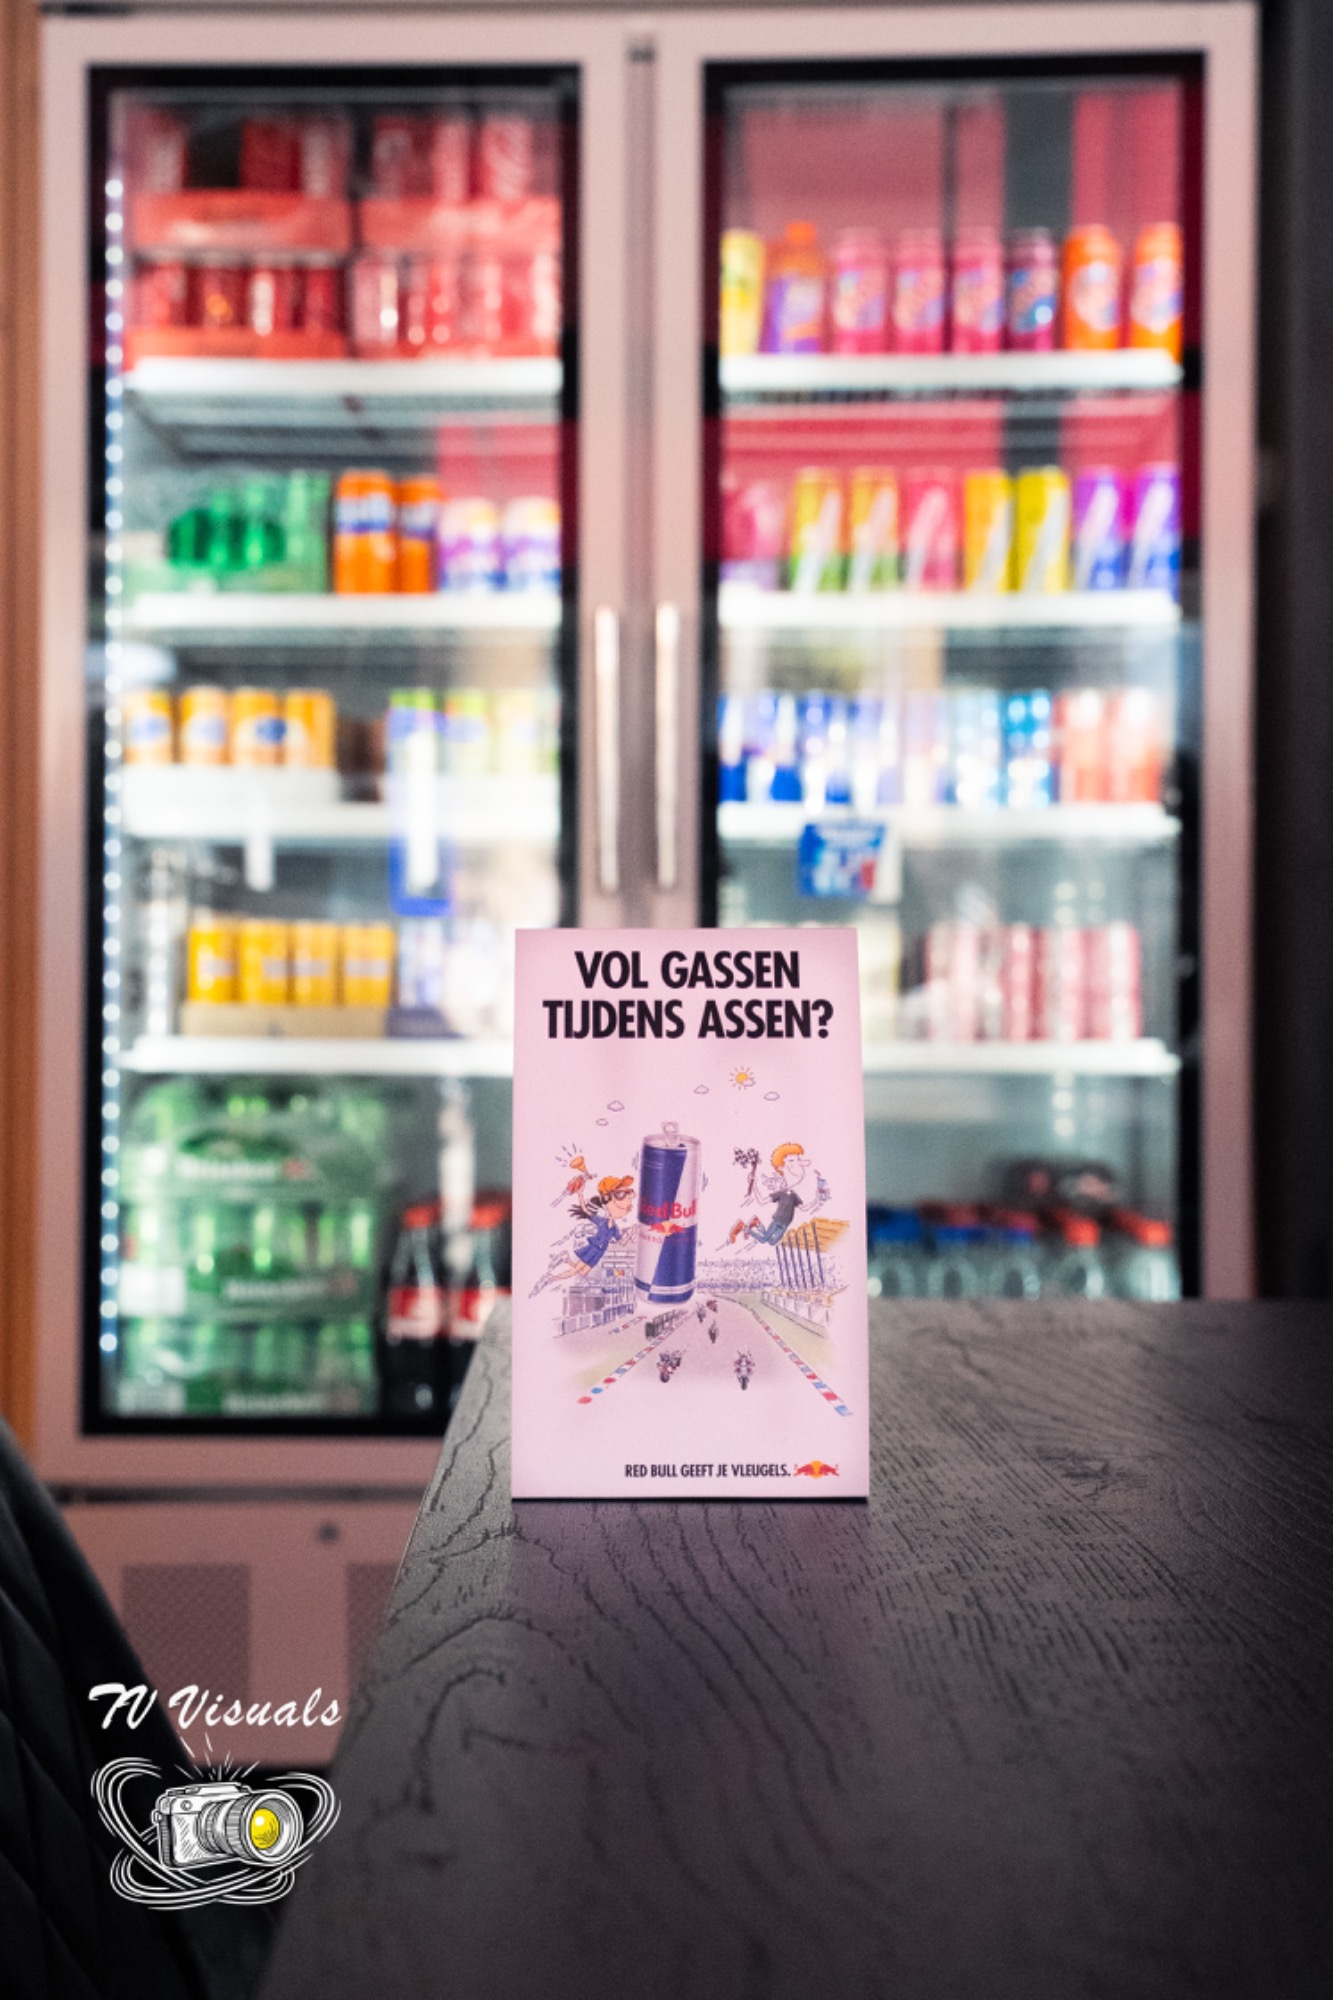 VOL GASSEN
TIJDENS ASSEN?
Red Bull
RED BULL GEEFT JE VLEUGELS.
TV Visuals